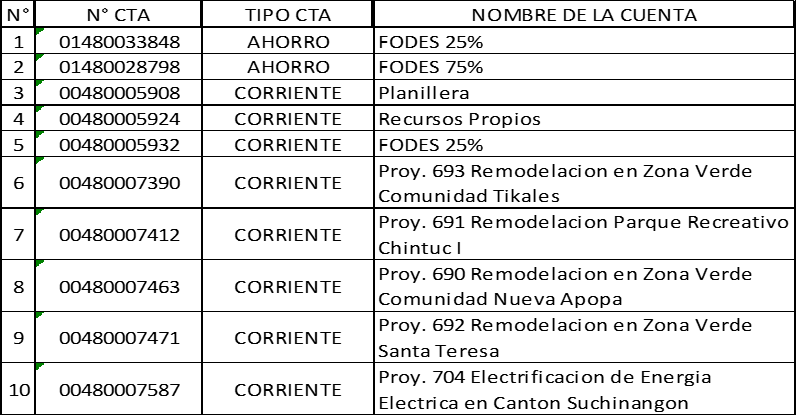 N° N° CTA TIPO CTA NOMBRE DE LA CUENTA
1 01480033848 AHORRO FODES 25%
2 01480028798 AHORRO FODES 75%
3 00480005908 CORRIENTE Planillera
4 00480005924 CORRIENTE Recursos Propios
5 00480005932 CORRIENTE FODES 25%
6 00480007390 CORRIENTE Proy. 693 Remodelacion en Zona Verde
Comunidad Tikales
7 00480007412 CORRIENTE Proy. 691 Remodelacion Parque Recreativo
Chintuc I
8 00480007463 CORRIENTE Proy. 690 Remodelacion en Zona Verde
Comunidad Nueva Apopa
9 00480007471 CORRIENTE Proy. 692 Remodelacion en Zona Verde
Santa Teresa
10 00480007587 CORRIENTE Proy. 704 Electrificacion de Energia
Electrica en Canton Suchinangon